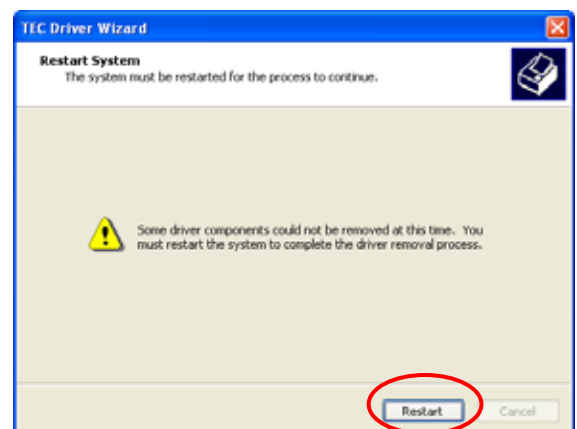 TEC Driver Wizard
Restart System
The system must be restarted for the process to continue.
Some driver components could not be removed at this time. You
must restart the system to complete the driver removal process.
Restart
Cancel